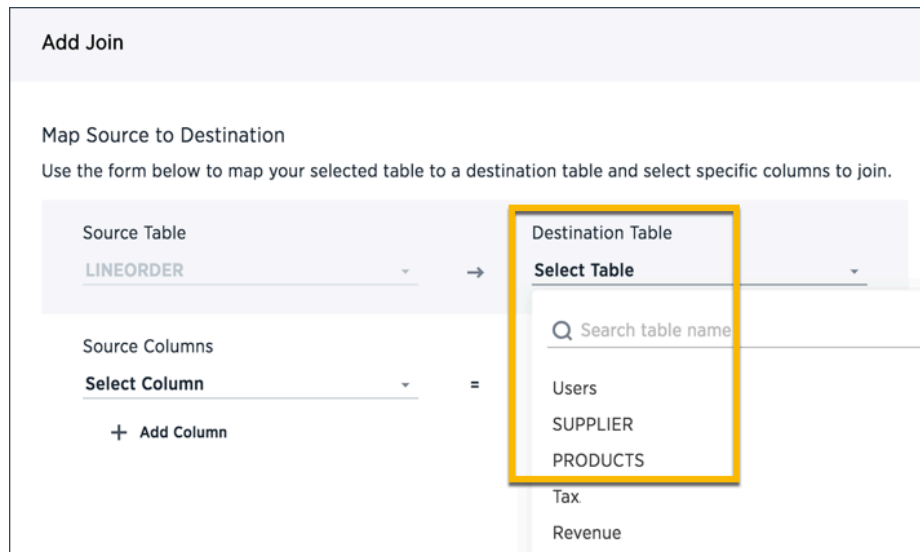 Add Join
Map Source to Destination
Use the form below to map your selected table to a destination table and select specific columns to join.
Source Table
Destination Table
LINEORDER
→
Select Table
Search table name
Source Columns
Select Column
=
Users
+ Add Column
SUPPLIER
PRODUCTS
Tax
Revenue